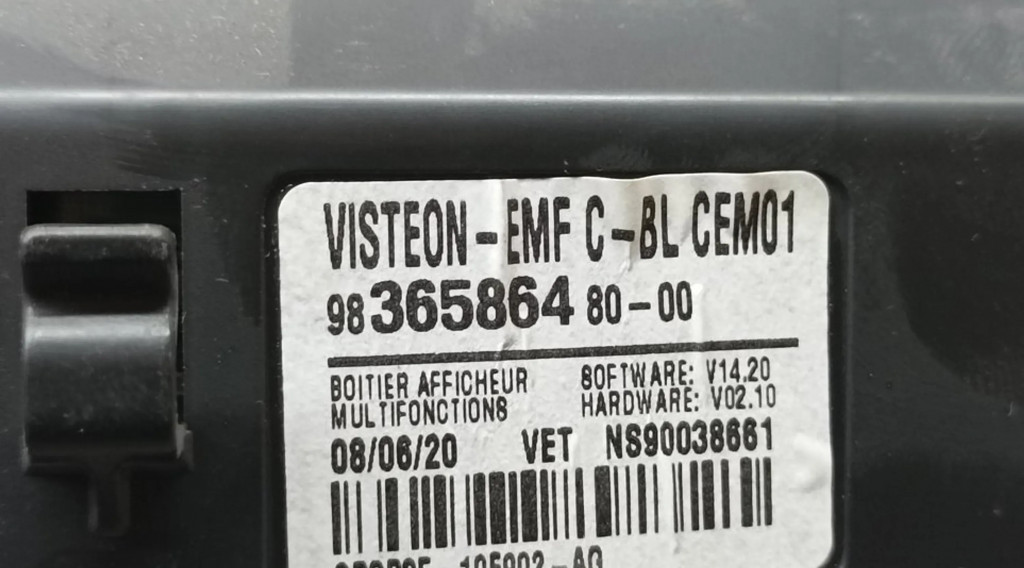 VISTEON-EMF C-BL CEM01
98 365864 80-00
BOITIER AFFICHEUR SOFTWARE: V14.20
MULTIFONCTIONS HARDWARE: V02.10
08/06/20 VET NS90038661